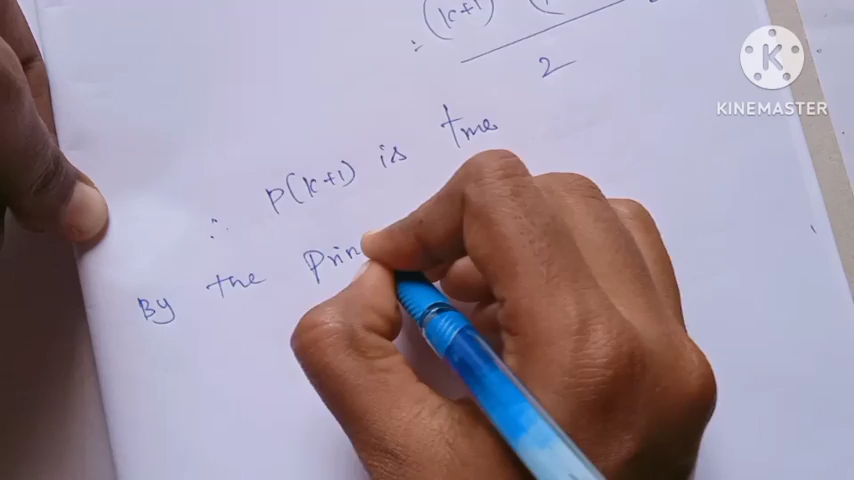 = (k+1)
2
∴ P(k+1) is true
By the Prin
K
KINEMASTER